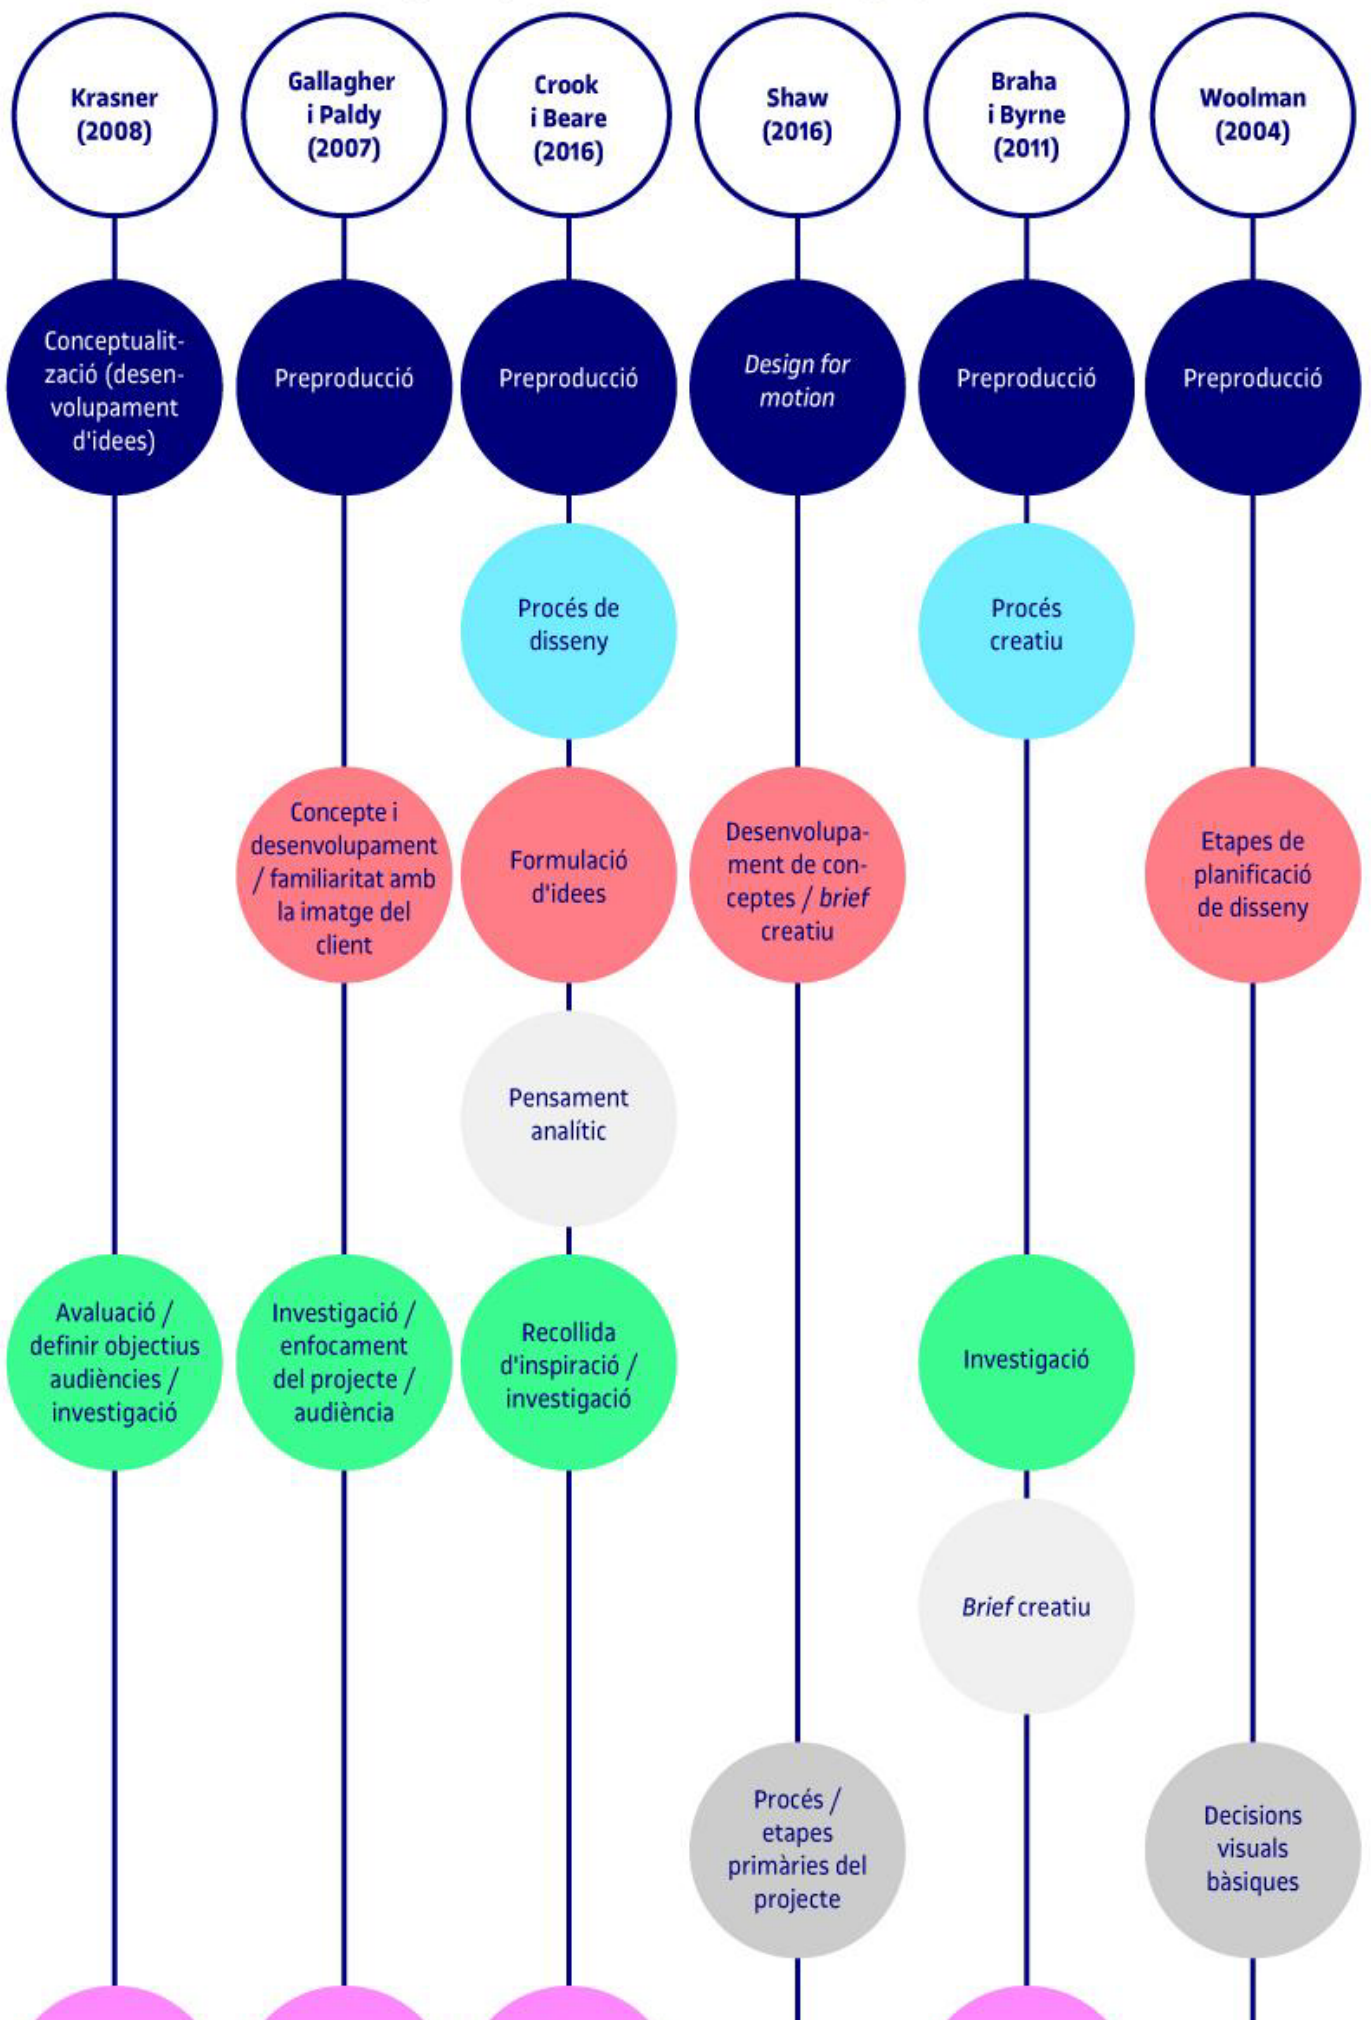 Krasner
(2008)
Gallagher
i Paldy
(2007)
Crook
i Beare
(2016)
Shaw
(2016)
Braha
i Byrne
(2011)
Woolman
(2004)
Conceptualit-
zació (desen-
volupament
d'idees)
Preproducció
Preproducció
Design for
motion
Preproducció
Preproducció
Procés de
disseny
Procés
creatiu
Concepte i
desenvolupament
/ familiaritat amb
la imatge del
client
Formulació
d'idees
Desenvolupa-
ment de con-
ceptes / brief
creatiu
Etapes de
planificació
de disseny
Pensament
analític
Avaluació /
definir objectius
audiències /
investigació
Investigació /
enfocament
del projecte /
audiència
Recollida
d'inspiració /
investigació
Investigació
Brief creatiu
Procés /
etapes
primàries del
projecte
Decisions
visuals
bàsiques